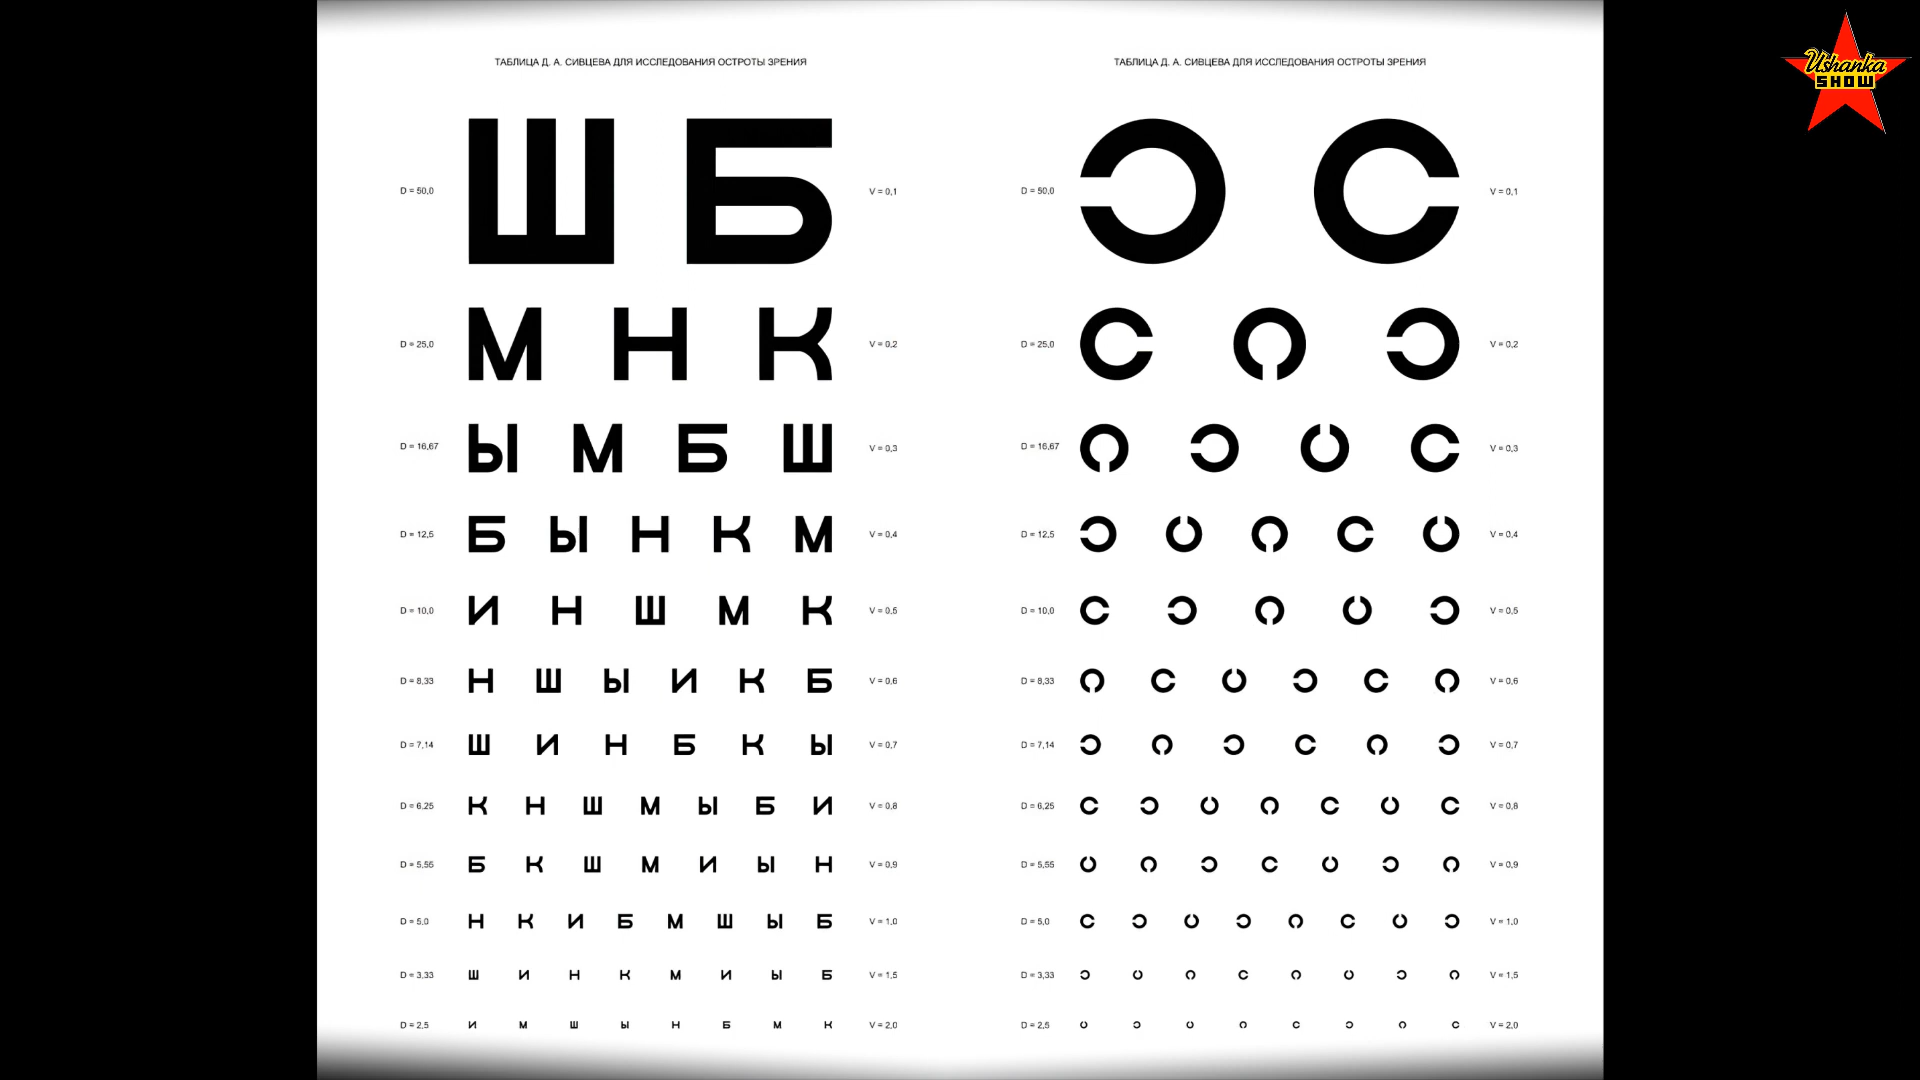 ТАБЛИЦА Д. А. СИВЦЕВА ДЛЯ ИССЛЕДОВАНИЯ ОСТРОТЫ ЗРЕНИЯ
D = 50,0 Ш Б V = 0,1
D = 25,0 М Н К V = 0,2
D = 16,67 Ы М Б Ш V = 0,3
D = 12,5 Б Ы Н К М V = 0,4
D = 10,0 И Н Ш М К V = 0,5
D = 8,33 Н Ш Ы И К Б V = 0,6
D = 7,14 Ш И Н Б К Ы V = 0,7
D = 6,25 К Н Ш М Ы Б И V = 0,8
D = 5,55 Б К Ш М И Ы Н V = 0,9
D = 5,0 Н К И Б М Ш Ы Б V = 1,0
D = 3,33 Ш И Н К М И Ы Б V = 1,5
D = 2,5 И М Ш Ы Н Б М К V = 2,0
ТАБЛИЦА Д. А. СИВЦЕВА ДЛЯ ИССЛЕДОВАНИЯ ОСТРОТЫ ЗРЕНИЯ
D = 50,0 V = 0,1
D = 25,0 V = 0,2
D = 16,67 V = 0,3
D = 12,5 V = 0,4
D = 10,0 V = 0,5
D = 8,33 V = 0,6
D = 7,14 V = 0,7
D = 6,25 V = 0,8
D = 5,55 V = 0,9
D = 5,0 V = 1,0
D = 3,33 V = 1,5
D = 2,5 V = 2,0
Ushanka
SHOW